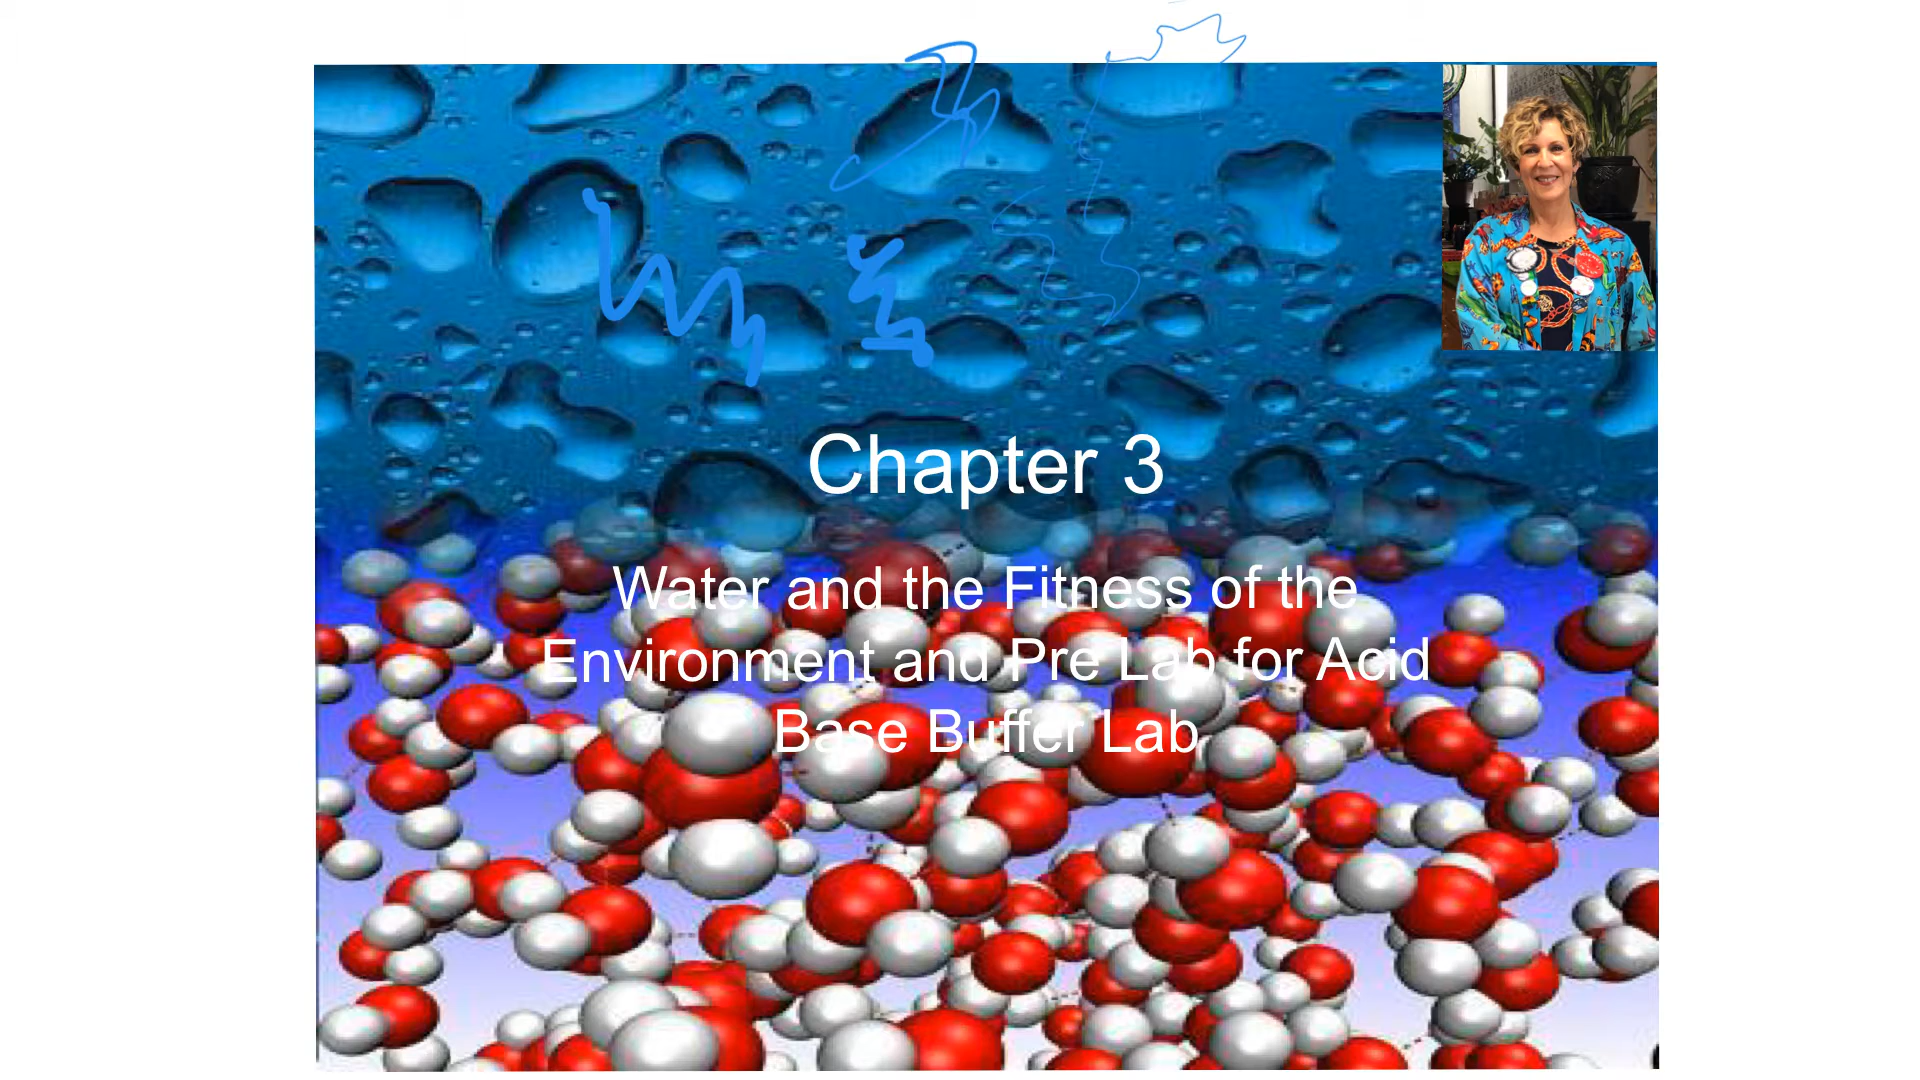 Chapter 3
Water and the Fitness of the
Environment and Pre Lab for Acid
Base Buffer Lab